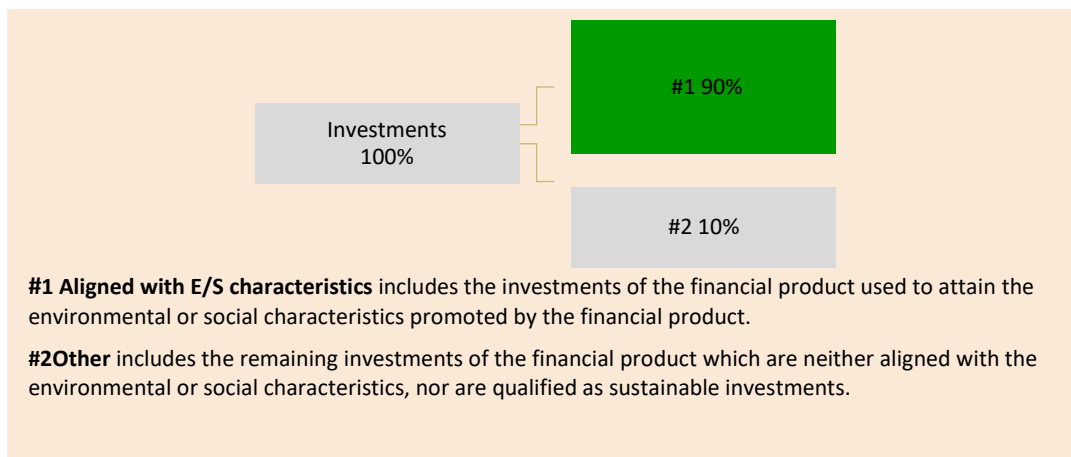 #1 90%
Investments
100%
#2 10%
#1 Aligned with E/S characteristics includes the investments of the financial product used to attain the
environmental or social characteristics promoted by the financial product.
#2Other includes the remaining investments of the financial product which are neither aligned with the
environmental or social characteristics, nor are qualified as sustainable investments.